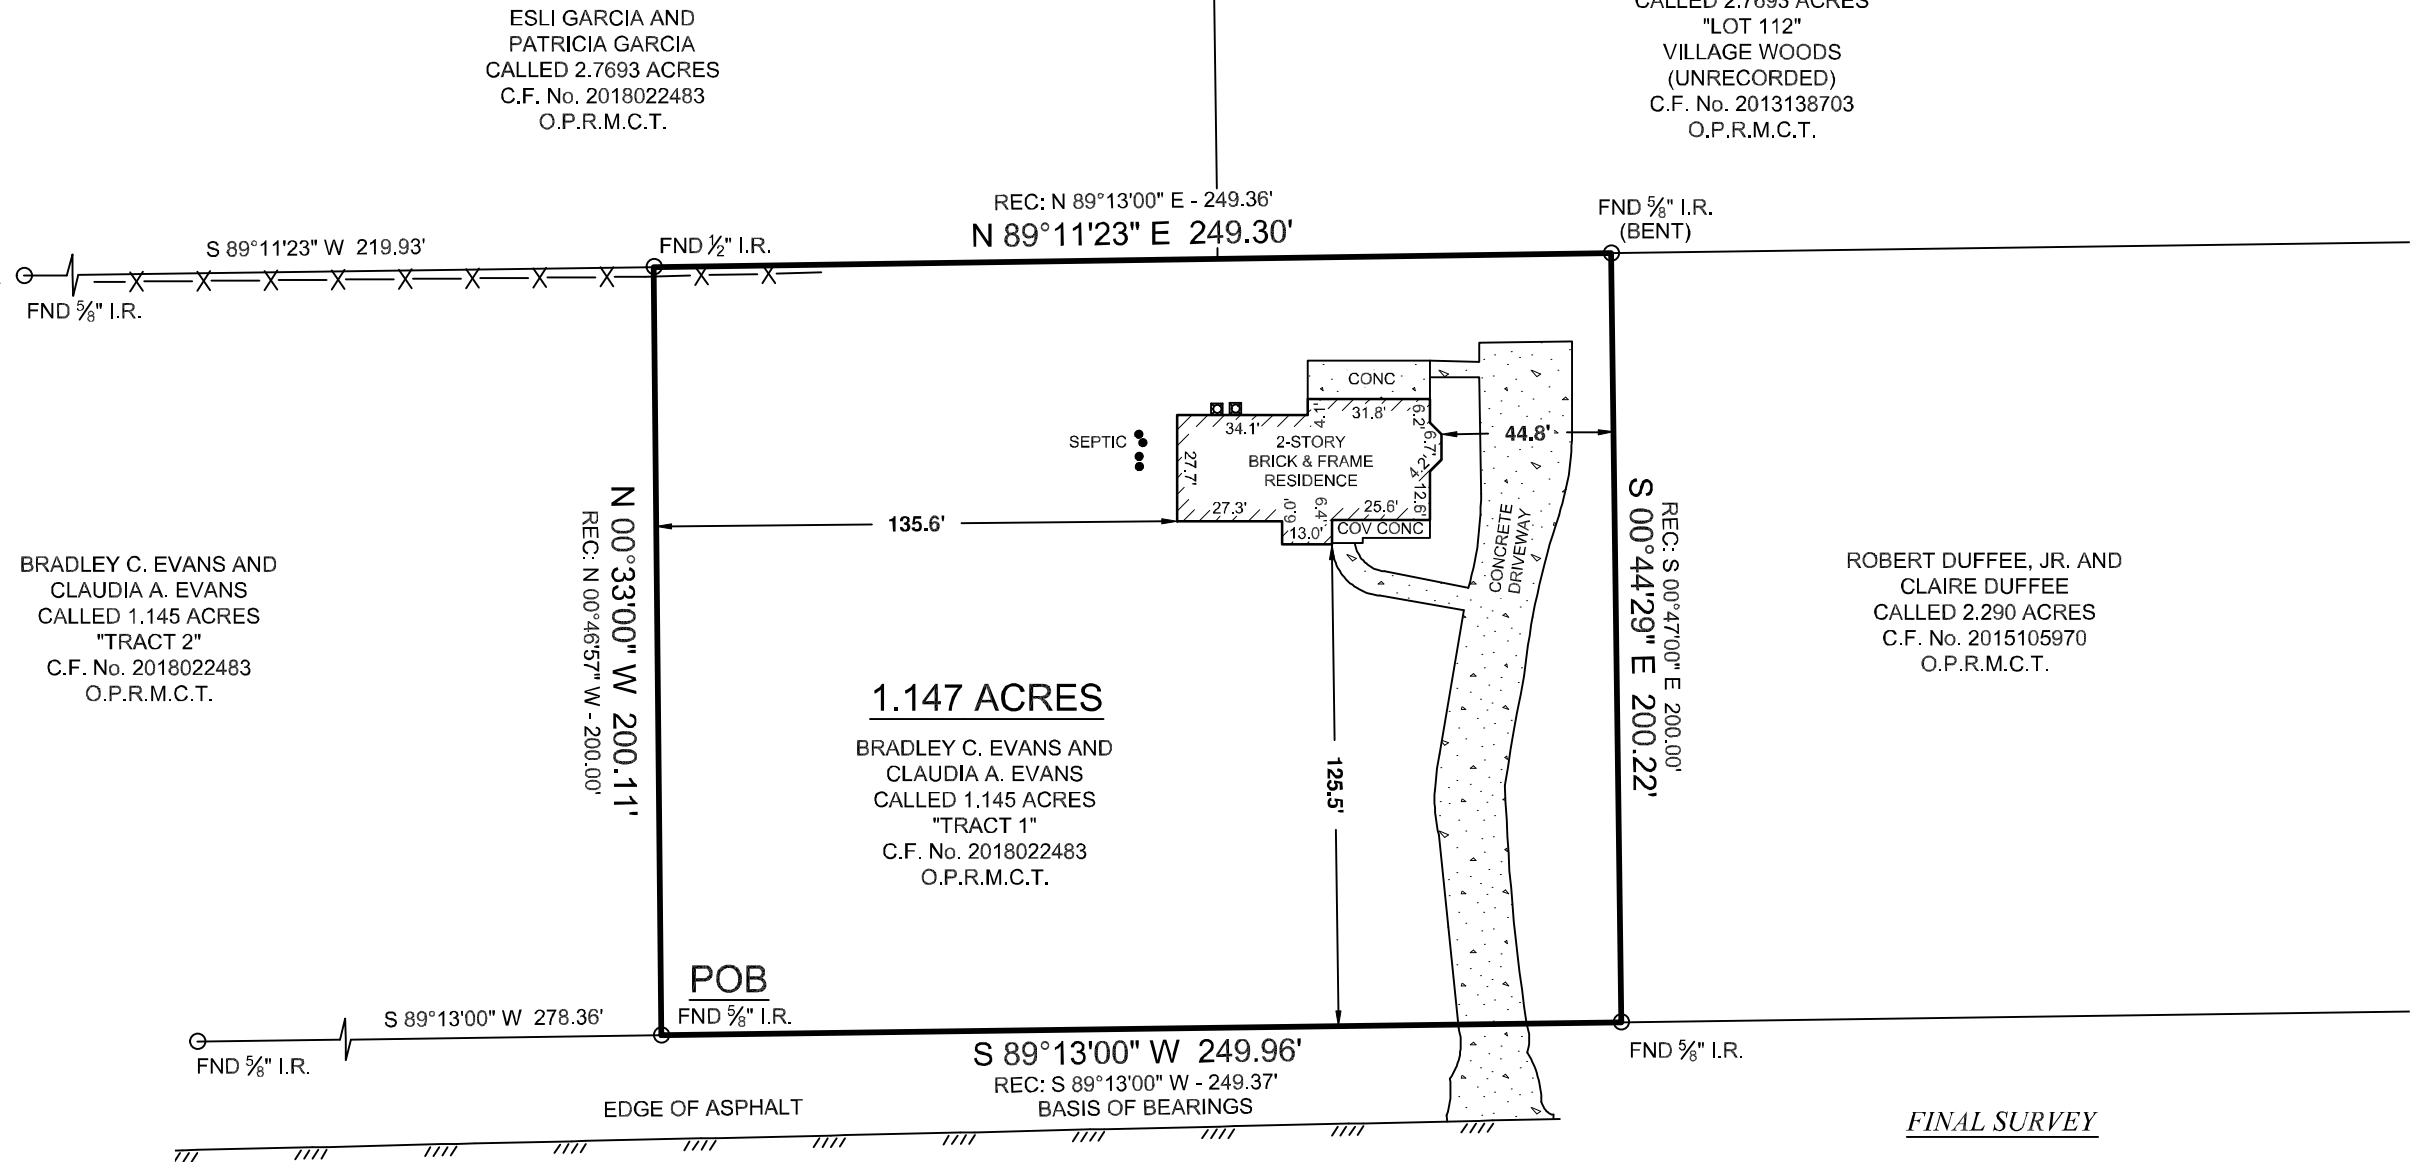 ESLI GARCIA AND
PATRICIA GARCIA
CALLED 2.7693 ACRES
C.F. No. 2018022483
O.P.R.M.C.T.
CALLED 2.7693 ACRES
"LOT 112"
VILLAGE WOODS
(UNRECORDED)
C.F. No. 2013138703
O.P.R.M.C.T.
REC: N 89°13'00" E - 249.36'
N 89°11'23" E 249.30'
FND ⅝" I.R.
(BENT)
S 89°11'23" W 219.93'
FND ½" I.R.
FND ⅝" I.R.
CONC
31.8'
4.1'
6.2'
34.1'
6.7'
44.8'
SEPTIC
2-STORY
BRICK & FRAME
RESIDENCE
27.7'
4.2'
12.6'
27.3'
6.0'
6.4'
25.6'
13.0'
COV CONC
135.6'
CONCRETE
DRIVEWAY
N 00°33'00" W 200.11'
REC: N 00°46'57" W - 200.00'
REC: S 00°47'00" E 200.00'
S 00°44'29" E 200.22'
BRADLEY C. EVANS AND
CLAUDIA A. EVANS
CALLED 1.145 ACRES
"TRACT 2"
C.F. No. 2018022483
O.P.R.M.C.T.
ROBERT DUFFEE, JR. AND
CLAIRE DUFFEE
CALLED 2.290 ACRES
C.F. No. 2015105970
O.P.R.M.C.T.
1.147 ACRES
BRADLEY C. EVANS AND
CLAUDIA A. EVANS
CALLED 1.145 ACRES
"TRACT 1"
C.F. No. 2018022483
O.P.R.M.C.T.
125.5'
POB
FND ⅝" I.R.
S 89°13'00" W 278.36'
FND ⅝" I.R.
S 89°13'00" W 249.96'
REC: S 89°13'00" W - 249.37'
BASIS OF BEARINGS
FND ⅝" I.R.
EDGE OF ASPHALT
FINAL SURVEY